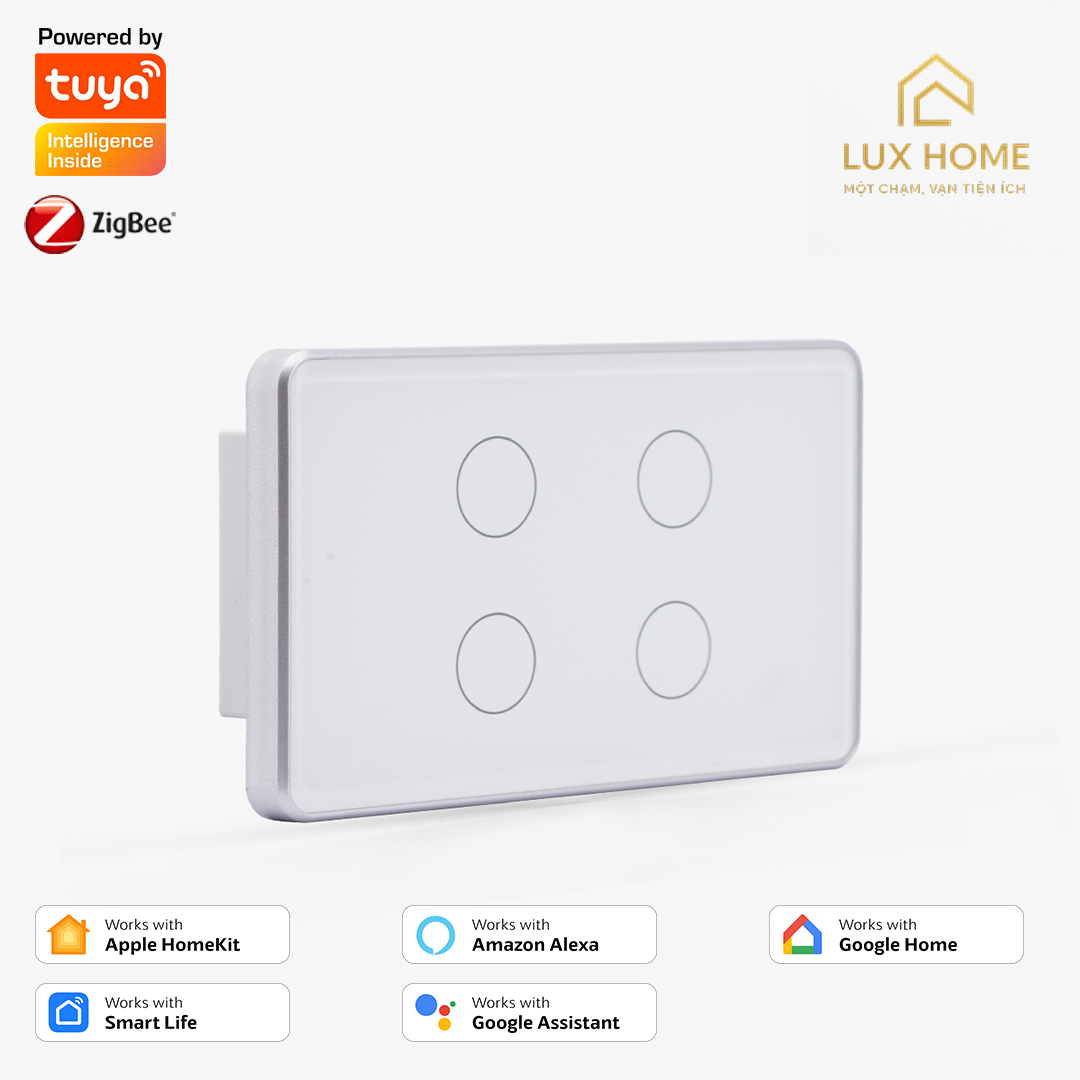 Powered by
tuya
Intelligence
Inside
ZigBee®
LUX HOME
MỘT CHẠM, VẠN TIỆN ÍCH
Works with
Apple HomeKit
Works with
Amazon Alexa
Works with
Google Home
Works with
Smart Life
Works with
Google Assistant